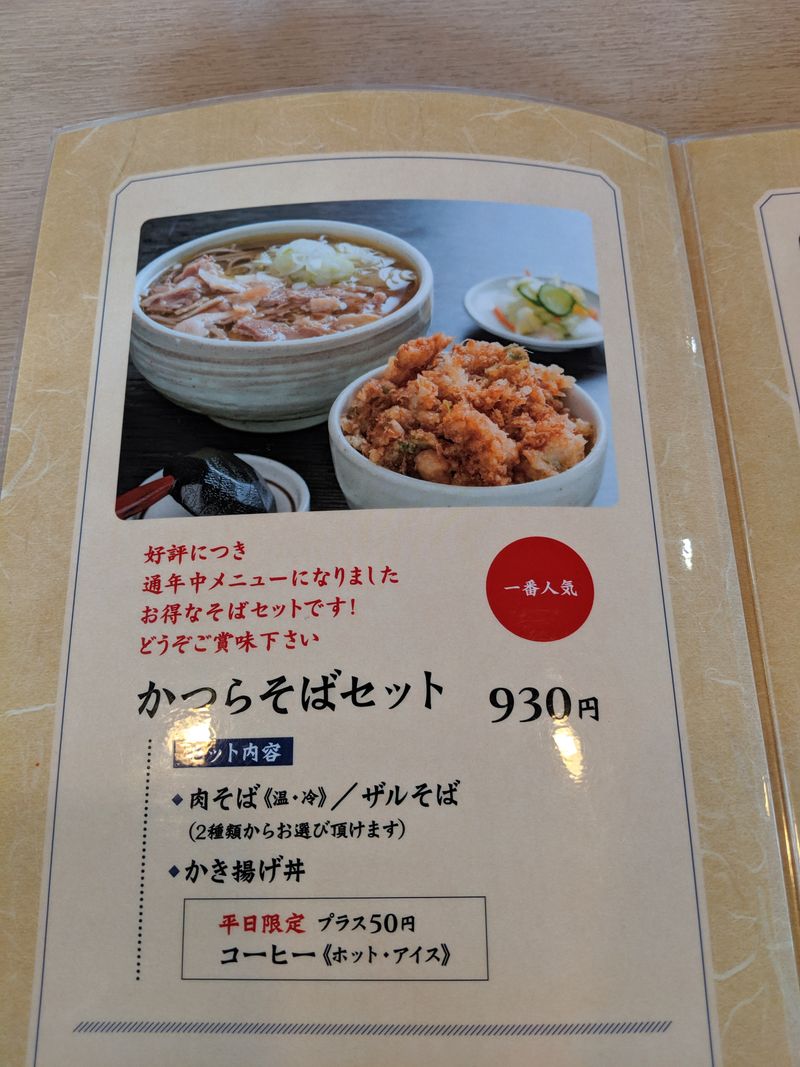 好評につき
通年中メニューになりました
お得なそばセットです!
どうぞご賞味下さい
一番人気
かつらそばセット 930円
セット内容
◆肉そば《温・冷》／ザルそば
(2種類からお選び頂けます)
◆かき揚げ丼
平日限定 プラス50円
コーヒー《ホット・アイス》